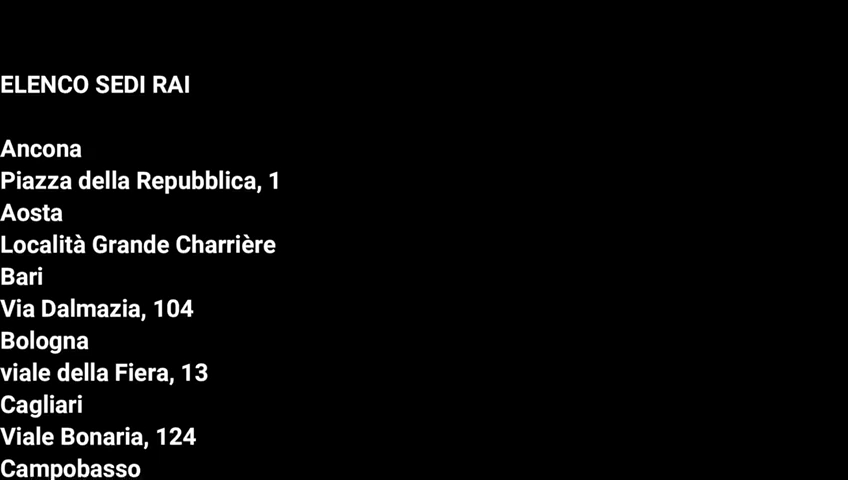 ELENCO SEDI RAI
Ancona
Piazza della Repubblica, 1
Aosta
Località Grande Charrière
Bari
Via Dalmazia, 104
Bologna
viale della Fiera, 13
Cagliari
Viale Bonaria, 124
Campobasso